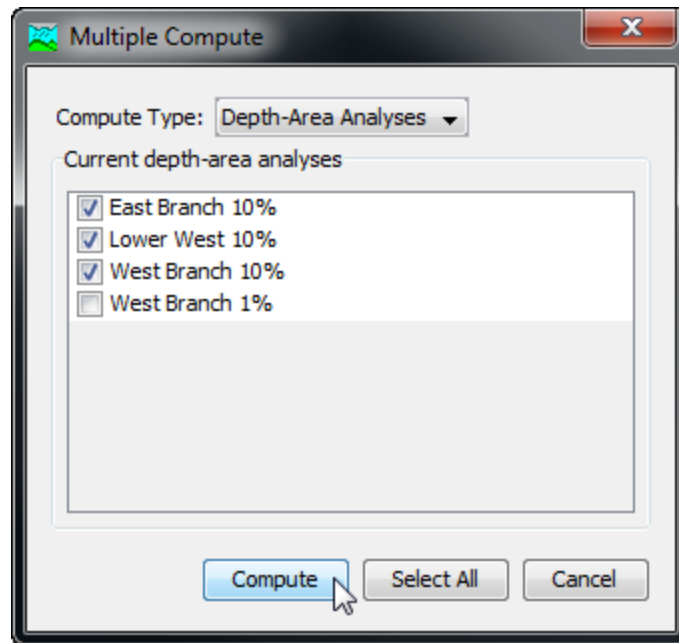 Multiple Compute
Compute Type: Depth-Area Analyses
Current depth-area analyses
East Branch 10%
Lower West 10%
West Branch 10%
West Branch 1%
Compute Select All Cancel